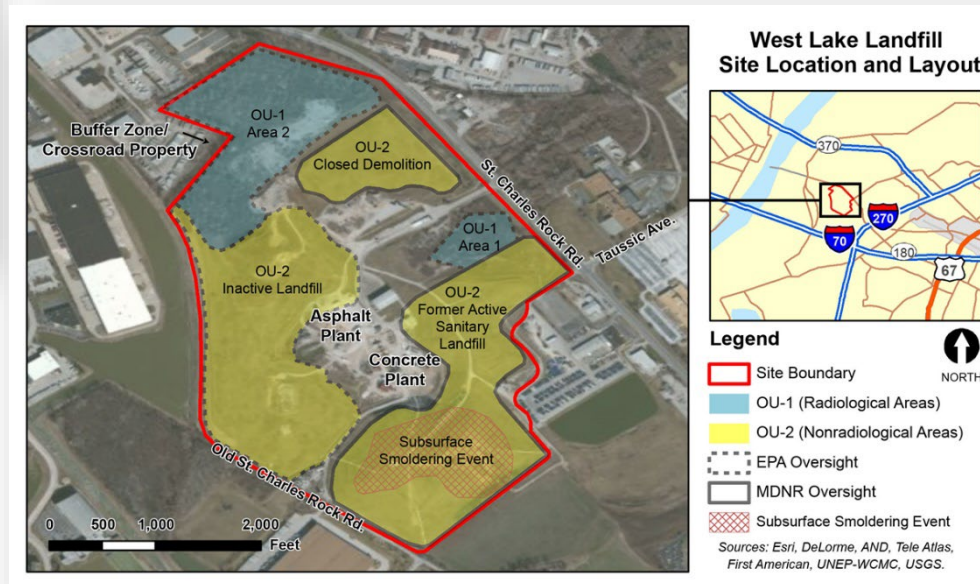 West Lake Landfill
Site Location and Layout
OU-1
Area 2
Buffer Zone/
Crossroad Property
OU-2
Closed Demolition
St. Charles Rock Rd.
Taussic Ave.
OU-1
Area 1
OU-2
Inactive Landfill
OU-2
Former Active
Sanitary
Landfill
Asphalt
Plant
Concrete
Plant
Subsurface
Smoldering Event
Old St. Charles Rock Rd.
0 500 1,000 2,000
Feet
370
270
70
180
67
Legend
NORTH
Site Boundary
OU-1 (Radiological Areas)
OU-2 (Nonradiological Areas)
EPA Oversight
MDNR Oversight
Subsurface Smoldering Event
Sources: Esri, DeLorme, AND, Tele Atlas,
First American, UNEP-WCMC, USGS.